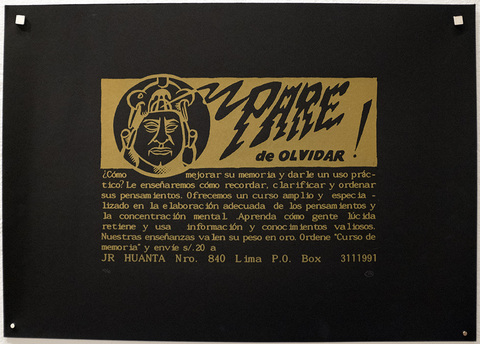 PARE !
de OLVIDAR
¿Cómo mejorar su memoria y darle un uso prác-
tico? Le enseñaremos cómo recordar, clarificar y ordenar
sus pensamientos. Ofrecemos un curso amplio y especia -
lizado en la elaboración adecuada de los pensamientos y
la concentración mental .Aprenda cómo gente lúcida
retiene y usa información y conocimientos valiosos.
Nuestras enseñanzas valen su peso en oro. Ordene "Curso de
memoria" y envíe s/.20 a
JR HUANTA Nro. 840 Lima P.O. Box 3111991